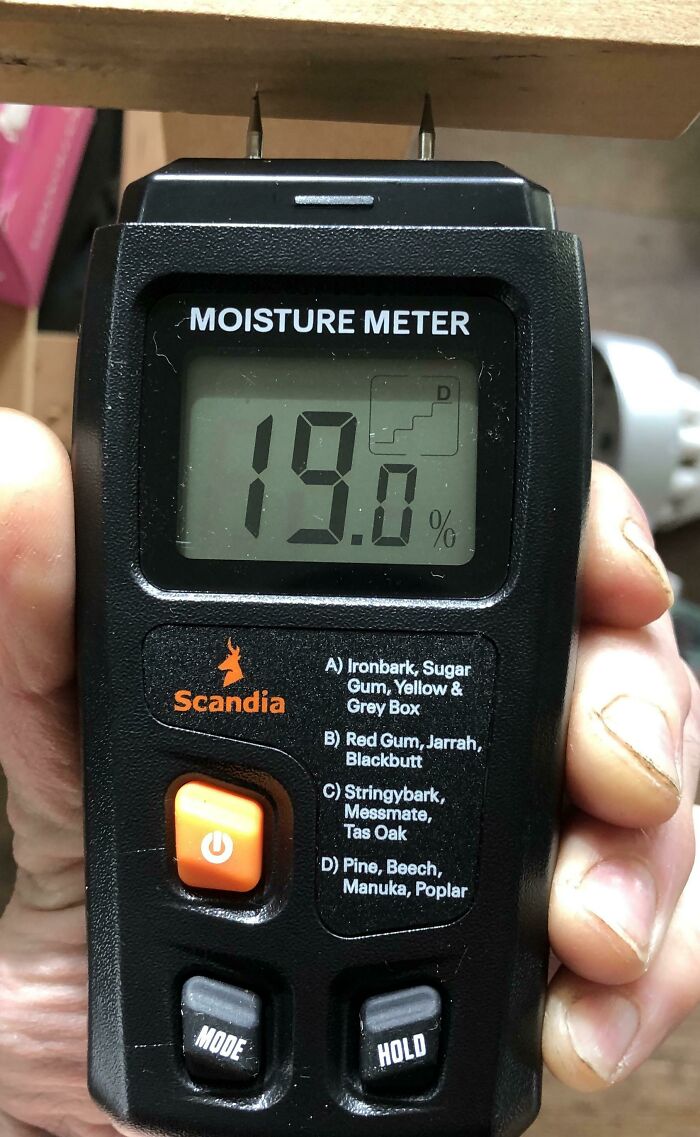 MOISTURE METER
D
19.0 %
Scandia
A) Ironbark, Sugar
Gum, Yellow &
Grey Box
B) Red Gum, Jarrah,
Blackbutt
C) Stringybark,
Messmate,
Tas Oak
D) Pine, Beech,
Manuka, Poplar
MODE
HOLD